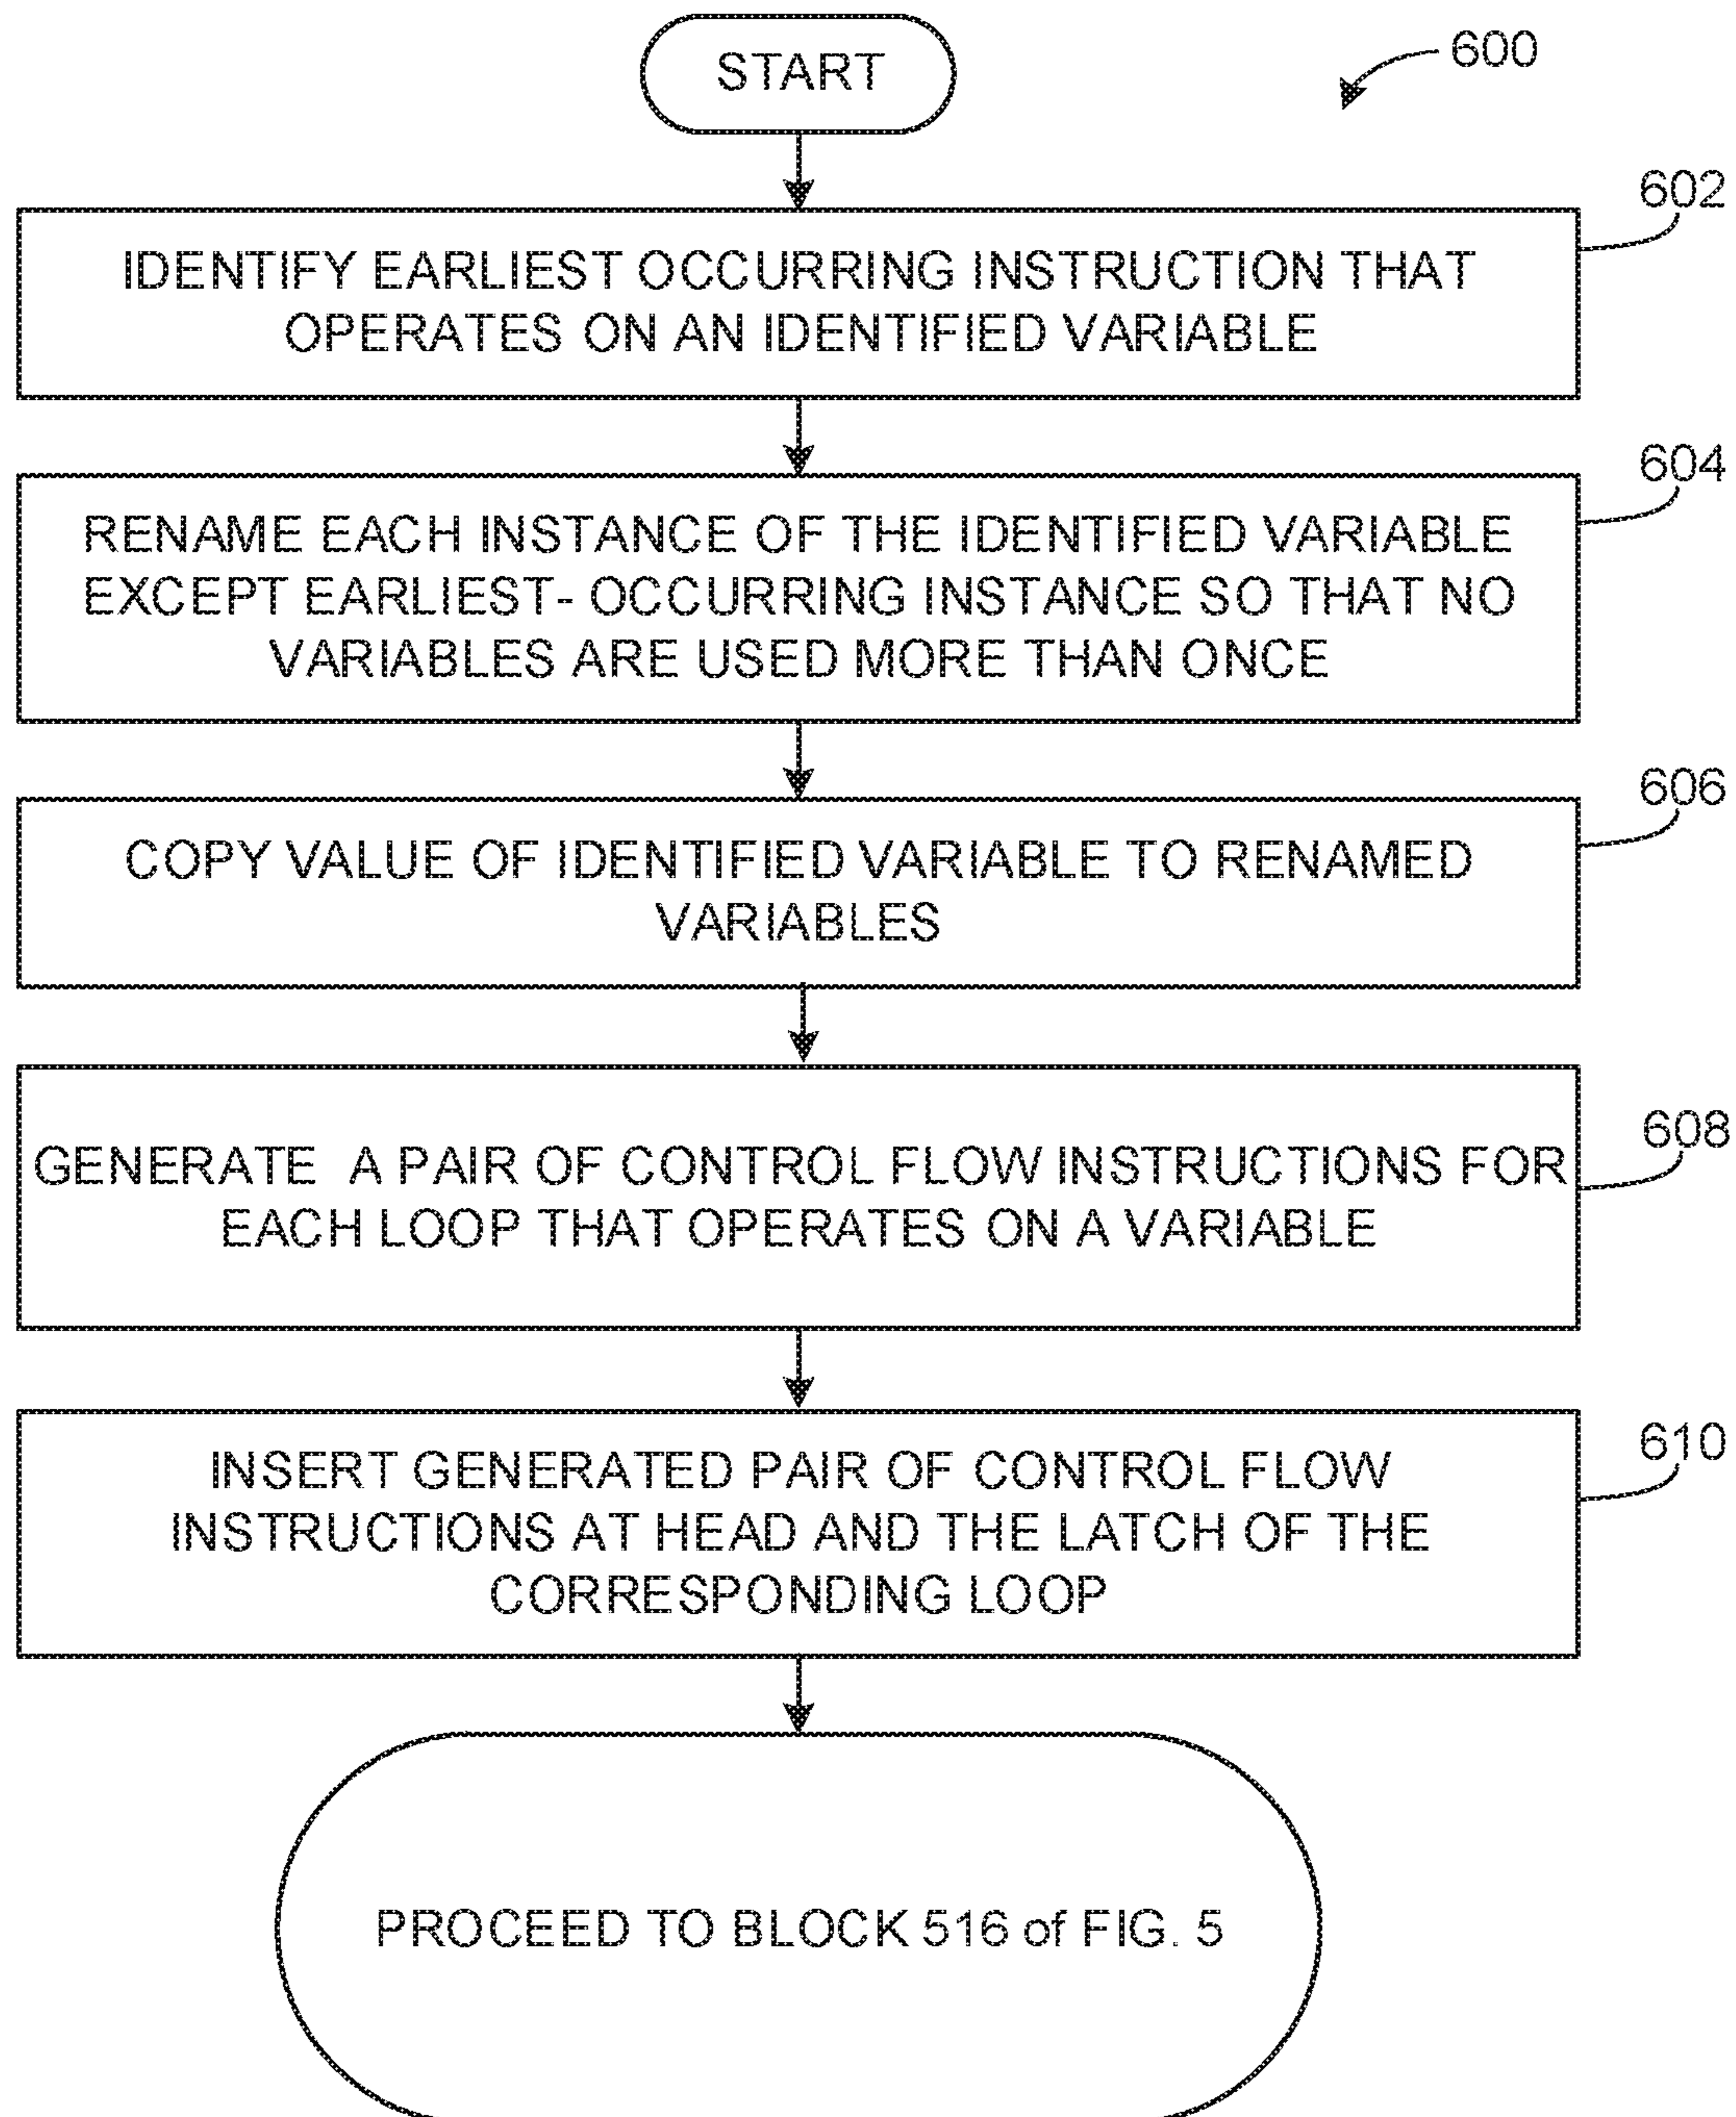 START
600
602
IDENTIFY EARLIEST OCCURRING INSTRUCTION THAT
OPERATES ON AN IDENTIFIED VARIABLE
604
RENAME EACH INSTANCE OF THE IDENTIFIED VARIABLE
EXCEPT EARLIEST- OCCURRING INSTANCE SO THAT NO
VARIABLES ARE USED MORE THAN ONCE
606
COPY VALUE OF IDENTIFIED VARIABLE TO RENAMED
VARIABLES
608
GENERATE A PAIR OF CONTROL FLOW INSTRUCTIONS FOR
EACH LOOP THAT OPERATES ON A VARIABLE
610
INSERT GENERATED PAIR OF CONTROL FLOW
INSTRUCTIONS AT HEAD AND THE LATCH OF THE
CORRESPONDING LOOP
PROCEED TO BLOCK 516 of FIG. 5